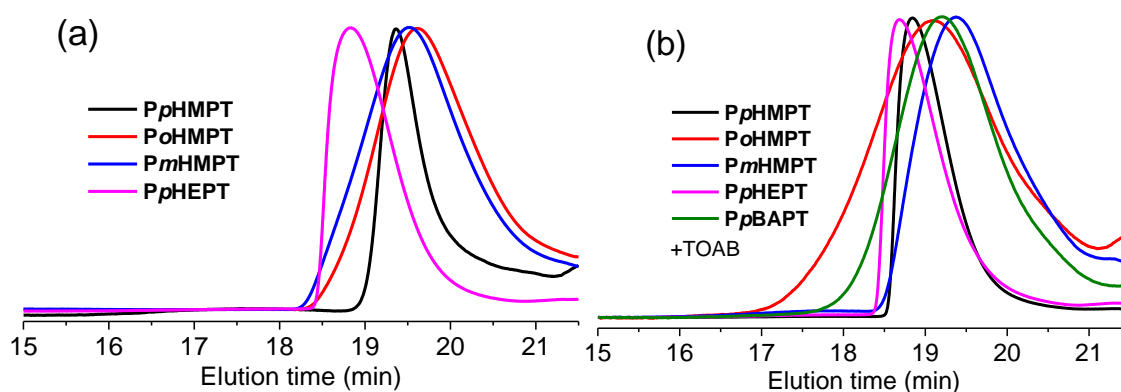 (a)
PpHMPT
PoHMPT
PmHMPT
PpHEPT
15 16 17 18 19 20 21
Elution time (min)
(b)
PpHMPT
PoHMPT
PmHMPT
PpHEPT
PpBAPT
+TOAB
15 16 17 18 19 20 21
Elution time (min)